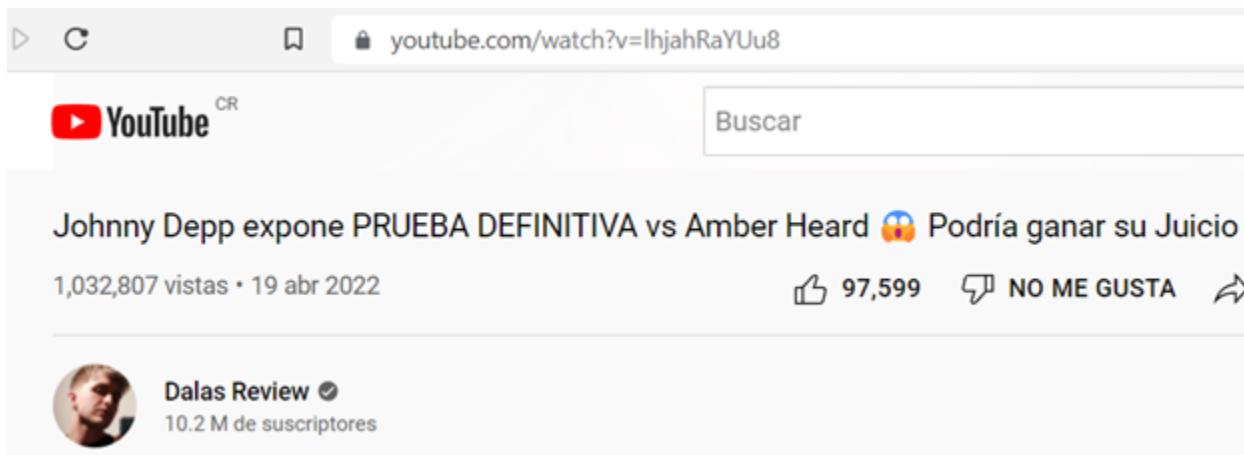 youtube.com/watch?v=lhjahRaYUu8
YouTube CR
Buscar
Johnny Depp expone PRUEBA DEFINITIVA vs Amber Heard 😱 Podría ganar su Juicio
1,032,807 vistas • 19 abr 2022
97,599 NO ME GUSTA
Dalas Review
10.2 M de suscriptores